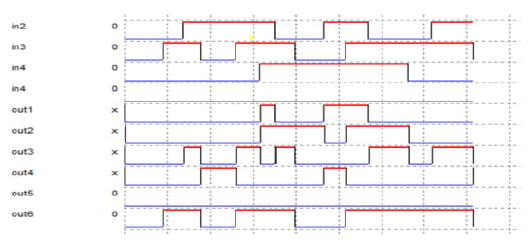 in2 0
in3 0
in4 0
in4 0
out1 x
out2 x
out3 x
out4 x
out5 0
out6 0